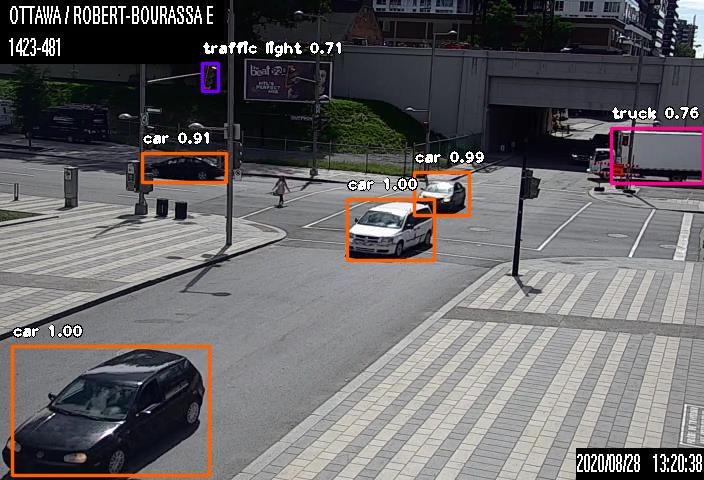 OTTAWA / ROBERT-BOURASSA E
1423-481
traffic light 0.71
beat
truck 0.76
car 0.91
car 0.99
car 1.00
car 1.00
2020/08/28 13:20:38